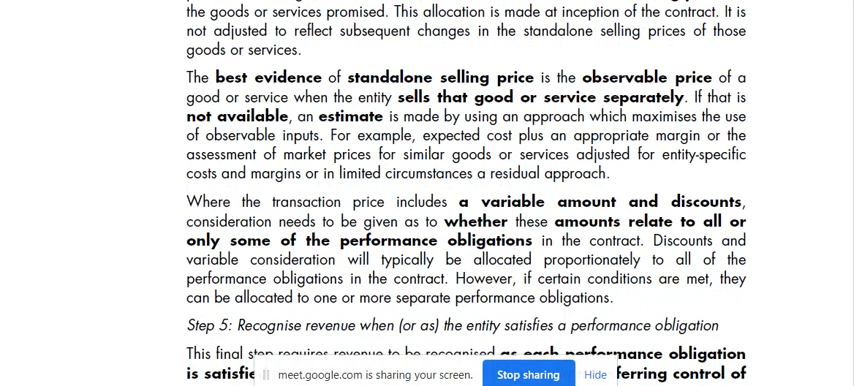 the goods or services promised. This allocation is made at inception of the contract. It is
not adjusted to reflect subsequent changes in the standalone selling prices of those
goods or services.
The best evidence of standalone selling price is the observable price of a
good or service when the entity sells that good or service separately. If that is
not available, an estimate is made by using an approach which maximises the use
of observable inputs. For example, expected cost plus an appropriate margin or the
assessment of market prices for similar goods or services adjusted for entity-specific
costs and margins or in limited circumstances a residual approach.
Where the transaction price includes a variable amount and discounts,
consideration needs to be given as to whether these amounts relate to all or
only some of the performance obligations in the contract. Discounts and
variable consideration will typically be allocated proportionately to all of the
performance obligations in the contract. However, if certain conditions are met, they
can be allocated to one or more separate performance obligations.
Step 5: Recognise revenue when (or as) the entity satisfies a performance obligation
This final step requires revenue to be recognised as each performance obligation
is satisfie ferring control of
meet.google.com is sharing your screen. Stop sharing Hide